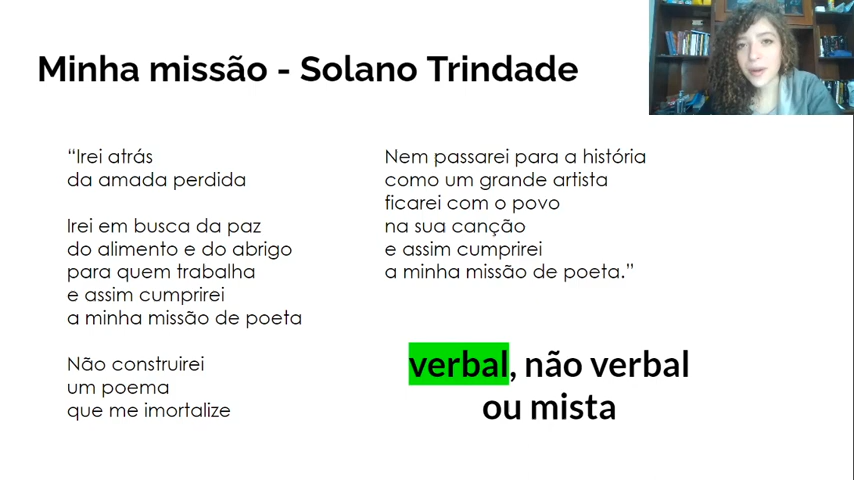 Minha missão - Solano Trindade
“Irei atrás
da amada perdida
Irei em busca da paz
do alimento e do abrigo
para quem trabalha
e assim cumprirei
a minha missão de poeta
Não construirei
um poema
que me imortalize
Nem passarei para a história
como um grande artista
ficarei com o povo
na sua canção
e assim cumprirei
a minha missão de poeta.”
verbal, não verbal
ou mista